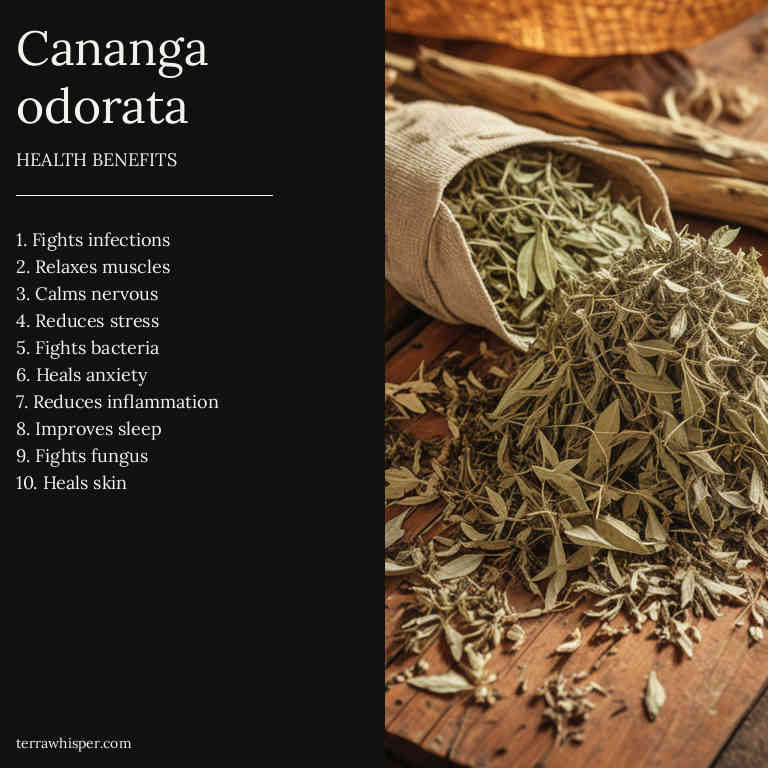 Cananga
odorata
HEALTH BENEFITS
1. Fights infections
2. Relaxes muscles
3. Calms nervous
4. Reduces stress
5. Fights bacteria
6. Heals anxiety
7. Reduces inflammation
8. Improves sleep
9. Fights fungus
10. Heals skin
terrawhisper.com